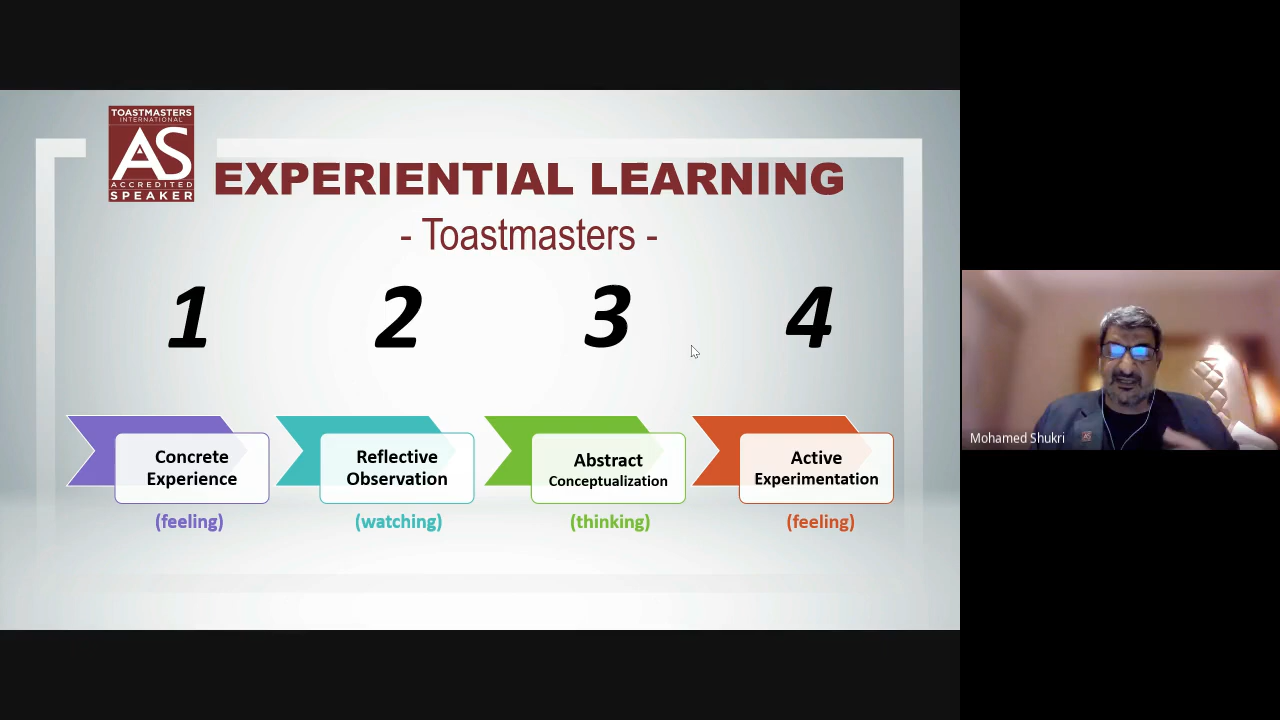 TOASTMASTERS
INTERNATIONAL
AS
ACCREDITED
SPEAKER
EXPERIENTIAL LEARNING
- Toastmasters -
1 2 3 4
Concrete
Experience
(feeling)
Reflective
Observation
(watching)
Abstract
Conceptualization
(thinking)
Active
Experimentation
(feeling)
Mohamed Shukri
AS